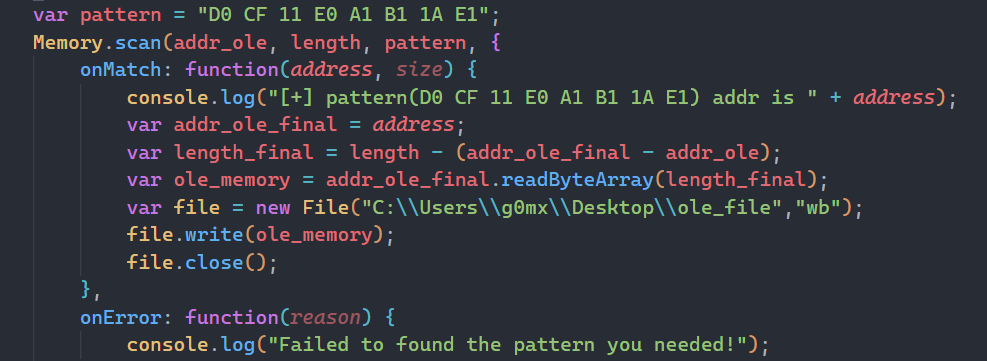 var pattern = "D0 CF 11 E0 A1 B1 1A E1";
Memory.scan(addr_ole, length, pattern, {
    onMatch: function(address, size) {
        console.log("[+] pattern(D0 CF 11 E0 A1 B1 1A E1) addr is " + address);
        var addr_ole_final = address;
        var length_final = length - (addr_ole_final - addr_ole);
        var ole_memory = addr_ole_final.readByteArray(length_final);
        var file = new File("C:\\Users\\g0mx\\Desktop\\ole_file","wb");
        file.write(ole_memory);
        file.close();
    },
    onError: function(reason) {
        console.log("Failed to found the pattern you needed!");